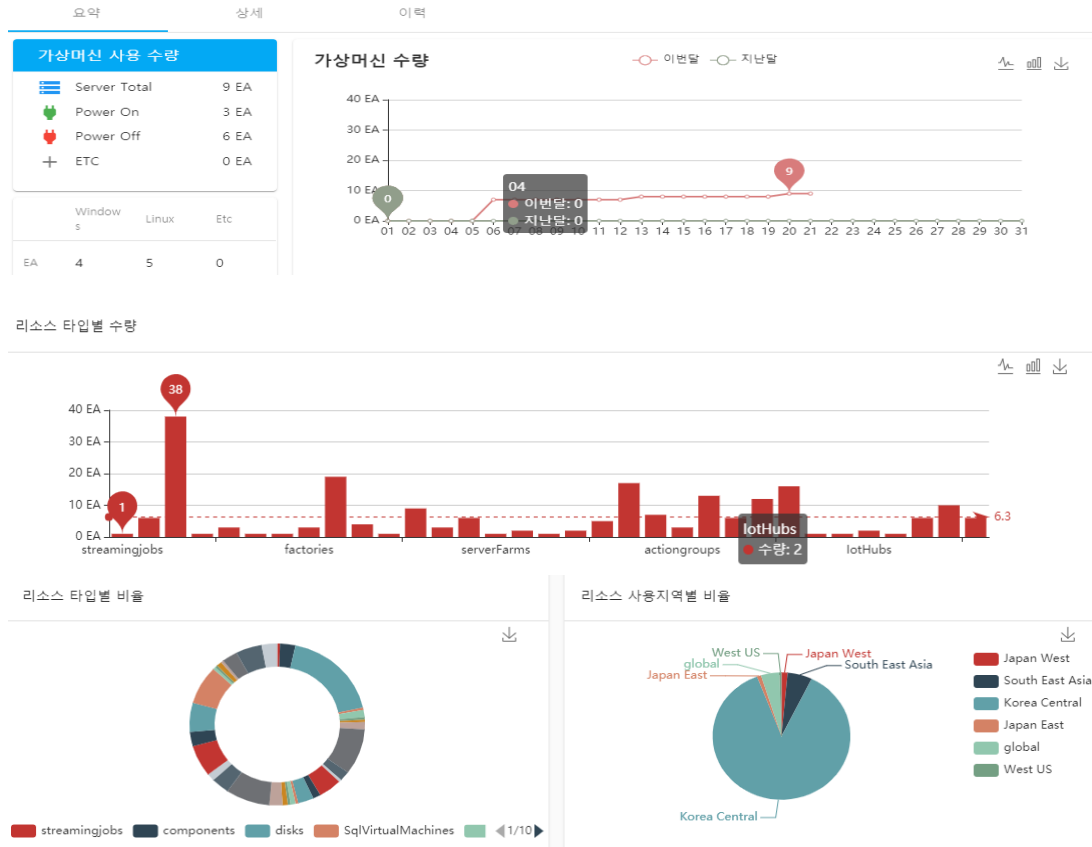 요약 상세 이력
가상머신 사용 수량
Server Total 9 EA
Power On 3 EA
Power Off 6 EA
ETC 0 EA
Window
s Linux Etc
EA 4 5 0
가상머신 수량
이번달 지난달
40 EA
30 EA
20 EA
10 EA
0 EA
0
9
04
이번달: 0
지난달: 0
01 02 03 04 05 06 07 08 09 10 11 12 13 14 15 16 17 18 19 20 21 22 23 24 25 26 27 28 29 30 31
리소스 타입별 수량
40 EA
30 EA
20 EA
10 EA
0 EA
1
38
6.3
IotHubs
수량: 2
streamingjobs factories serverFarms actiongroups IotHubs
리소스 타입별 비율
streamingjobs components disks SqlVirtualMachines 1/10
리소스 사용지역별 비율
West US
global
Japan East
Japan West
South East Asia
Korea Central
Japan West
South East Asia
Korea Central
Japan East
global
West US